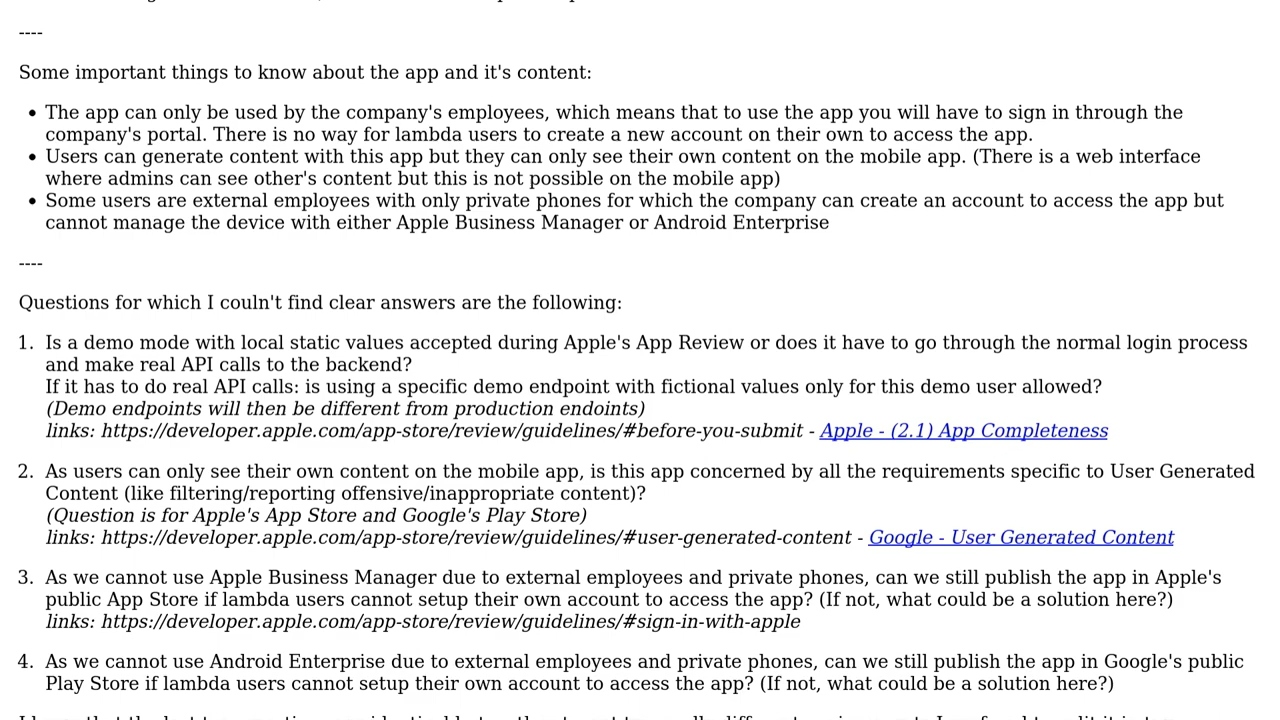 ----
Some important things to know about the app and it's content:
• The app can only be used by the company's employees, which means that to use the app you will have to sign in through the
company's portal. There is no way for lambda users to create a new account on their own to access the app.
• Users can generate content with this app but they can only see their own content on the mobile app. (There is a web interface
where admins can see other's content but this is not possible on the mobile app)
• Some users are external employees with only private phones for which the company can create an account to access the app but
cannot manage the device with either Apple Business Manager or Android Enterprise
----
Questions for which I couln't find clear answers are the following:
1. Is a demo mode with local static values accepted during Apple's App Review or does it have to go through the normal login process
and make real API calls to the backend?
If it has to do real API calls: is using a specific demo endpoint with fictional values only for this demo user allowed?
(Demo endpoints will then be different from production endoints)
links: https://developer.apple.com/app-store/review/guidelines/#before-you-submit - Apple - (2.1) App Completeness
2. As users can only see their own content on the mobile app, is this app concerned by all the requirements specific to User Generated
Content (like filtering/reporting offensive/inappropriate content)?
(Question is for Apple's App Store and Google's Play Store)
links: https://developer.apple.com/app-store/review/guidelines/#user-generated-content - Google - User Generated Content
3. As we cannot use Apple Business Manager due to external employees and private phones, can we still publish the app in Apple's
public App Store if lambda users cannot setup their own account to access the app? (If not, what could be a solution here?)
links: https://developer.apple.com/app-store/review/guidelines/#sign-in-with-apple
4. As we cannot use Android Enterprise due to external employees and private phones, can we still publish the app in Google's public
Play Store if lambda users cannot setup their own account to access the app? (If not, what could be a solution here?)